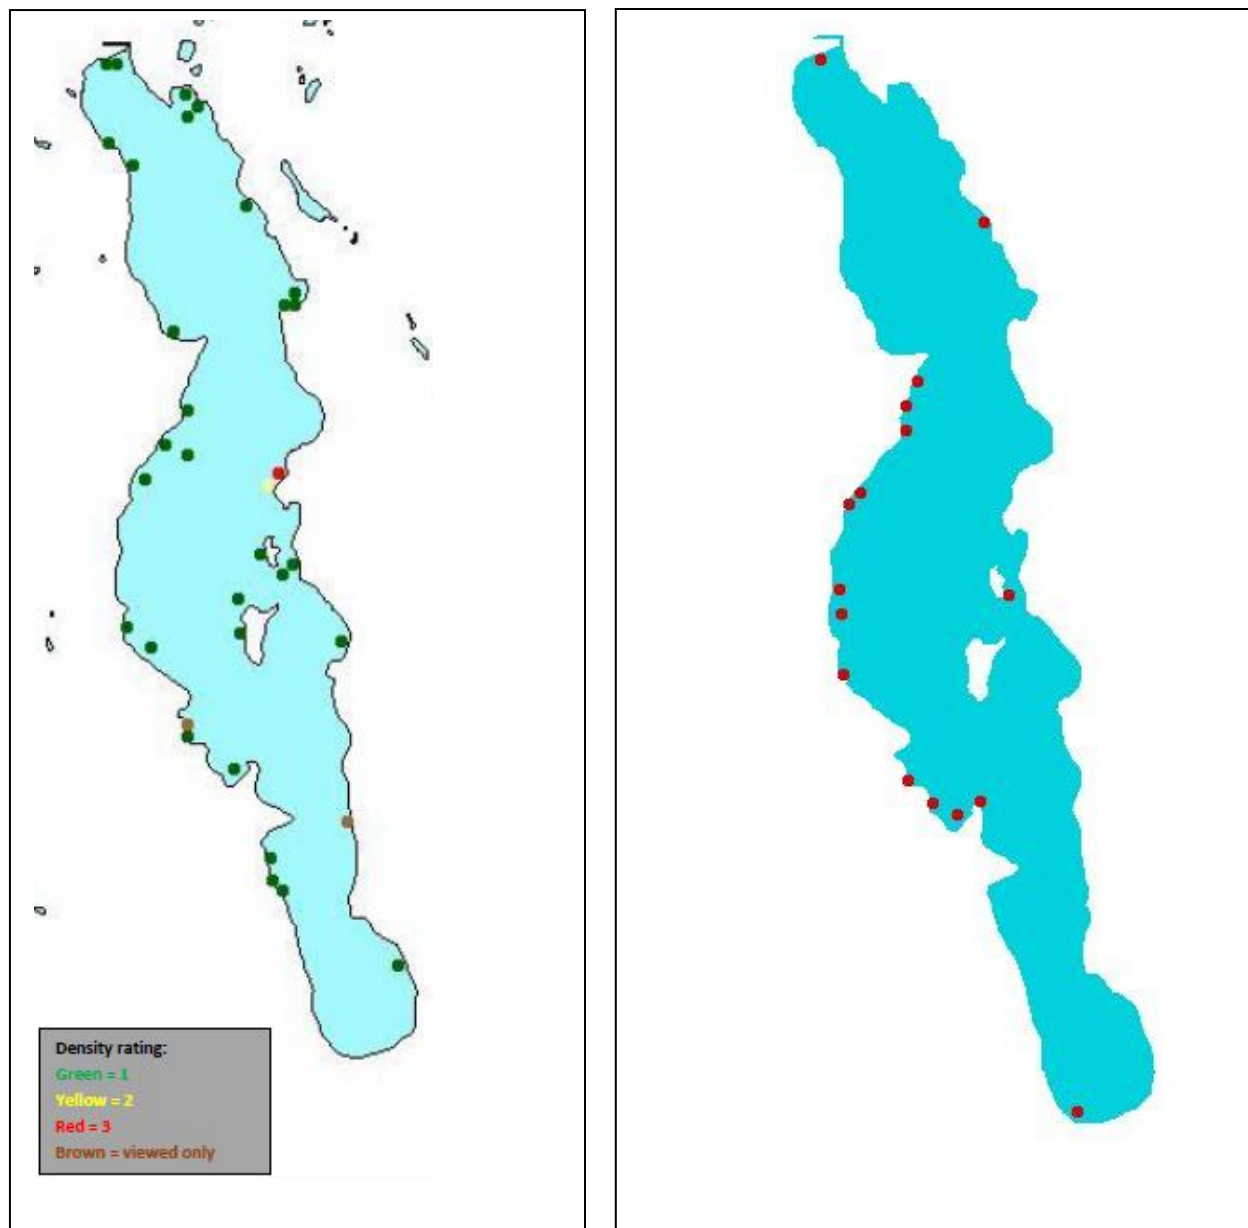 Density rating:
Green = 1
Yellow = 2
Red = 3
Brown = viewed only